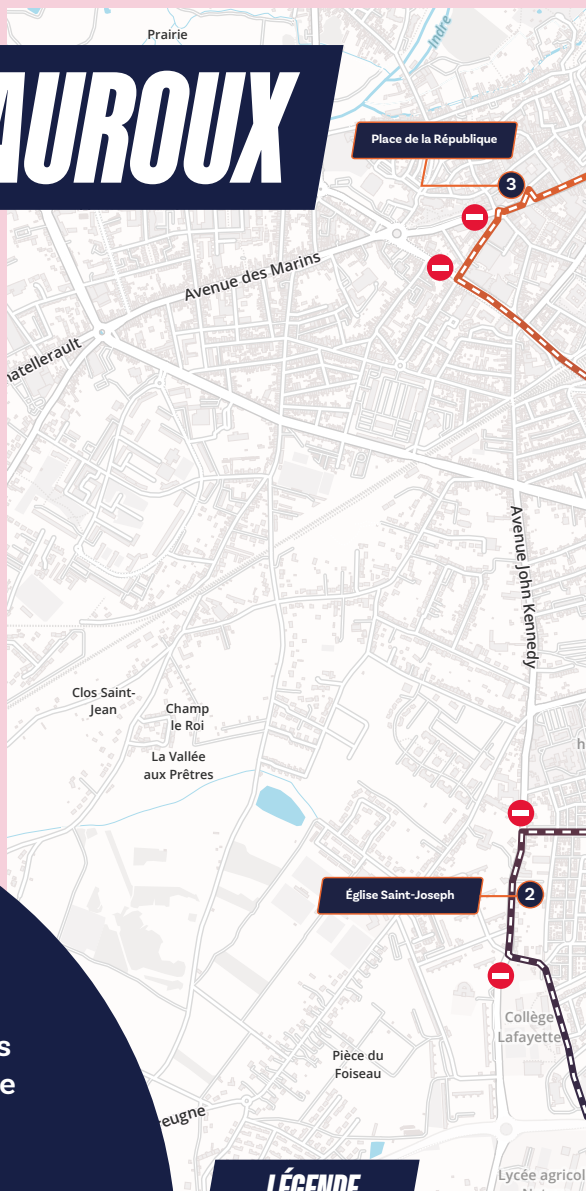 Prairie
Indre
AUROUX
Place de la République
3
Avenue des Marins
hatellerault
Avenue John Kennedy
Clos Saint-
Jean
Champ
le Roi
La Vallée
aux Prêtres
h
Église Saint-Joseph
2
Collège
Lafayette
s
e
Pièce du
Foiseau
eugne
LÉGENDE
Lycée agricol